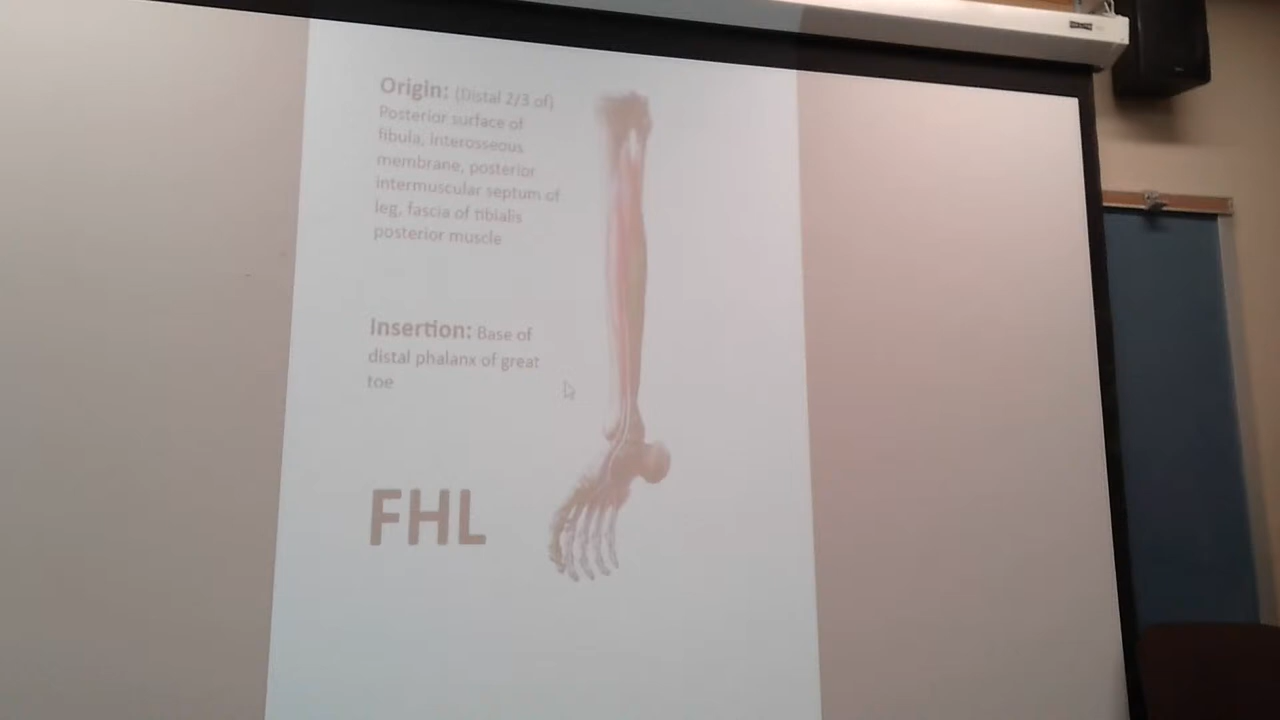 Origin: (Distal 2/3 of)
Posterior surface of
fibula, interosseous
membrane, posterior
intermuscular septum of
leg, fascia of tibialis
posterior muscle
Insertion: Base of
distal phalanx of great
toe
FHL